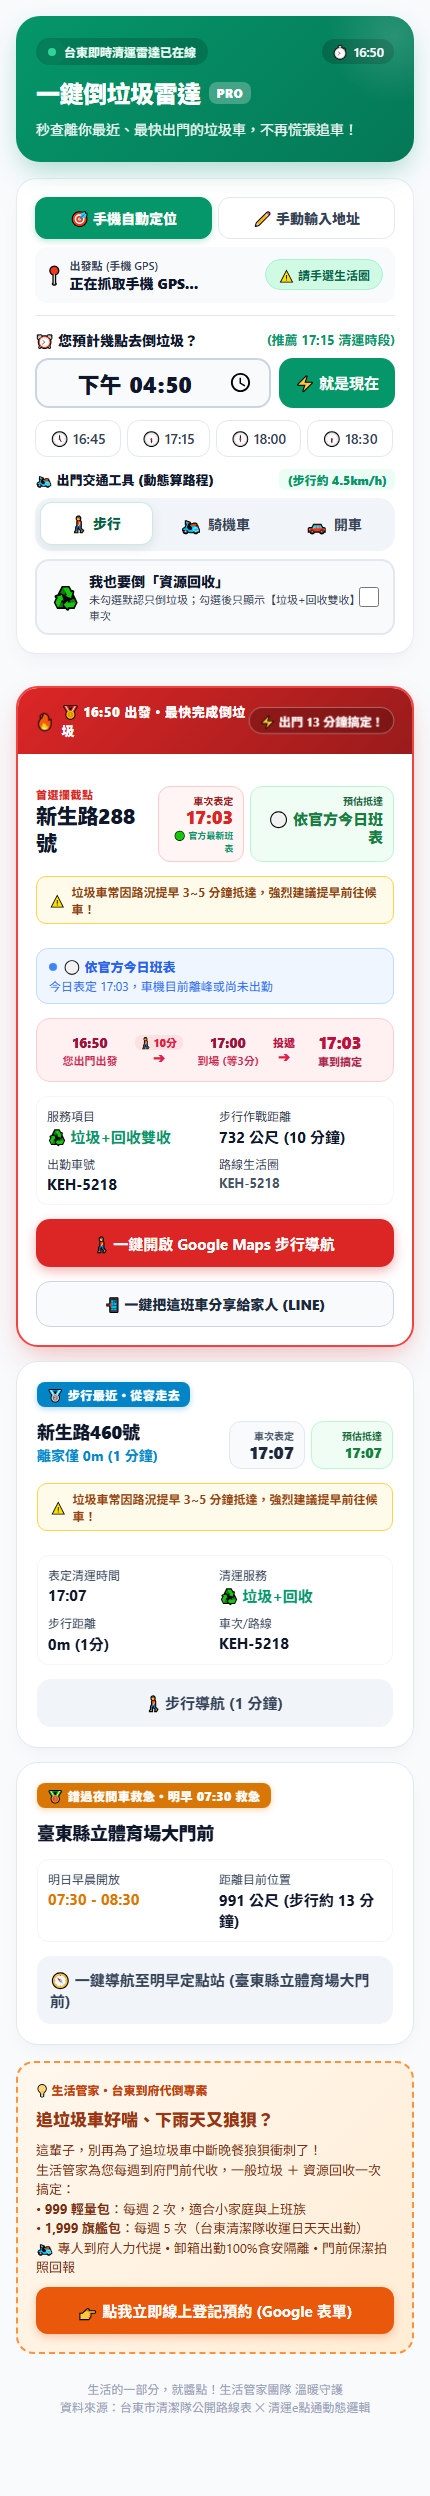 台東即時清運雷達已在線
16:50
一鍵倒垃圾雷達 PRO
秒查離你最近、最快出門的垃圾車，不再慌張追車！
手機自動定位
手動輸入地址
出發點 (手機 GPS)
正在抓取手機 GPS...
請手選生活圈
您預計幾點去倒垃圾？
(推薦 17:15 清運時段)
下午 04:50
就是現在
16:45
17:15
18:00
18:30
出門交通工具 (動態算路程)
(步行約 4.5km/h)
步行
騎機車
開車
我也要倒「資源回收」
未勾選默認只倒垃圾；勾選後只顯示【垃圾+回收雙收】
車次
16:50 出發・最快完成倒垃
圾
出門 13 分鐘搞定！
首選攔截點
新生路288
號
車次表定
17:03
官方最新班
表
預估抵達
依官方今日班
表
垃圾車常因路況提早 3~5 分鐘抵達，強烈建議提早前往候
車！
依官方今日班表
今日表定 17:03，車機目前離峰或尚未出勤
16:50
您出門出發
10分
➔
17:00
到場 (等3分)
投遞
➔
17:03
車到搞定
服務項目
垃圾+回收雙收
步行作戰距離
732 公尺 (10 分鐘)
出勤車號
KEH-5218
路線生活圈
KEH-5218
一鍵開啟 Google Maps 步行導航
一鍵把這班車分享給家人 (LINE)
步行最近・從容走去
新生路460號
離家僅 0m (1 分鐘)
車次表定
17:07
預估抵達
17:07
垃圾車常因路況提早 3~5 分鐘抵達，強烈建議提早前往候
車！
表定清運時間
17:07
清運服務
垃圾+回收
步行距離
0m (1分)
車次/路線
KEH-5218
步行導航 (1 分鐘)
錯過夜間車救急・明早 07:30 救急
臺東縣立體育場大門前
明日早晨開放
07:30 - 08:30
距離目前位置
991 公尺 (步行約 13 分
鐘)
一鍵導航至明早定點站 (臺東縣立體育場大門
前)
生活管家・台東到府代倒專案
追垃圾車好喘、下雨天又狼狽？
這輩子，別再為了追垃圾車中斷晚餐狼狽衝刺了！
生活管家為您每週到府門前代收，一般垃圾 ＋ 資源回收一次
搞定：
• 999 輕量包：每週 2 次，適合小家庭與上班族
• 1,999 旗艦包：每週 5 次（台東清潔隊收運日天天出勤）
專人到府人力代提・卸箱出勤100%食安隔離・門前保潔拍
照回報
點我立即線上登記預約 (Google 表單)
生活的一部分，就醬點！生活管家團隊 溫暖守護
資料來源：台東市清潔隊公開路線表 ✕ 清運e點通動態邏輯